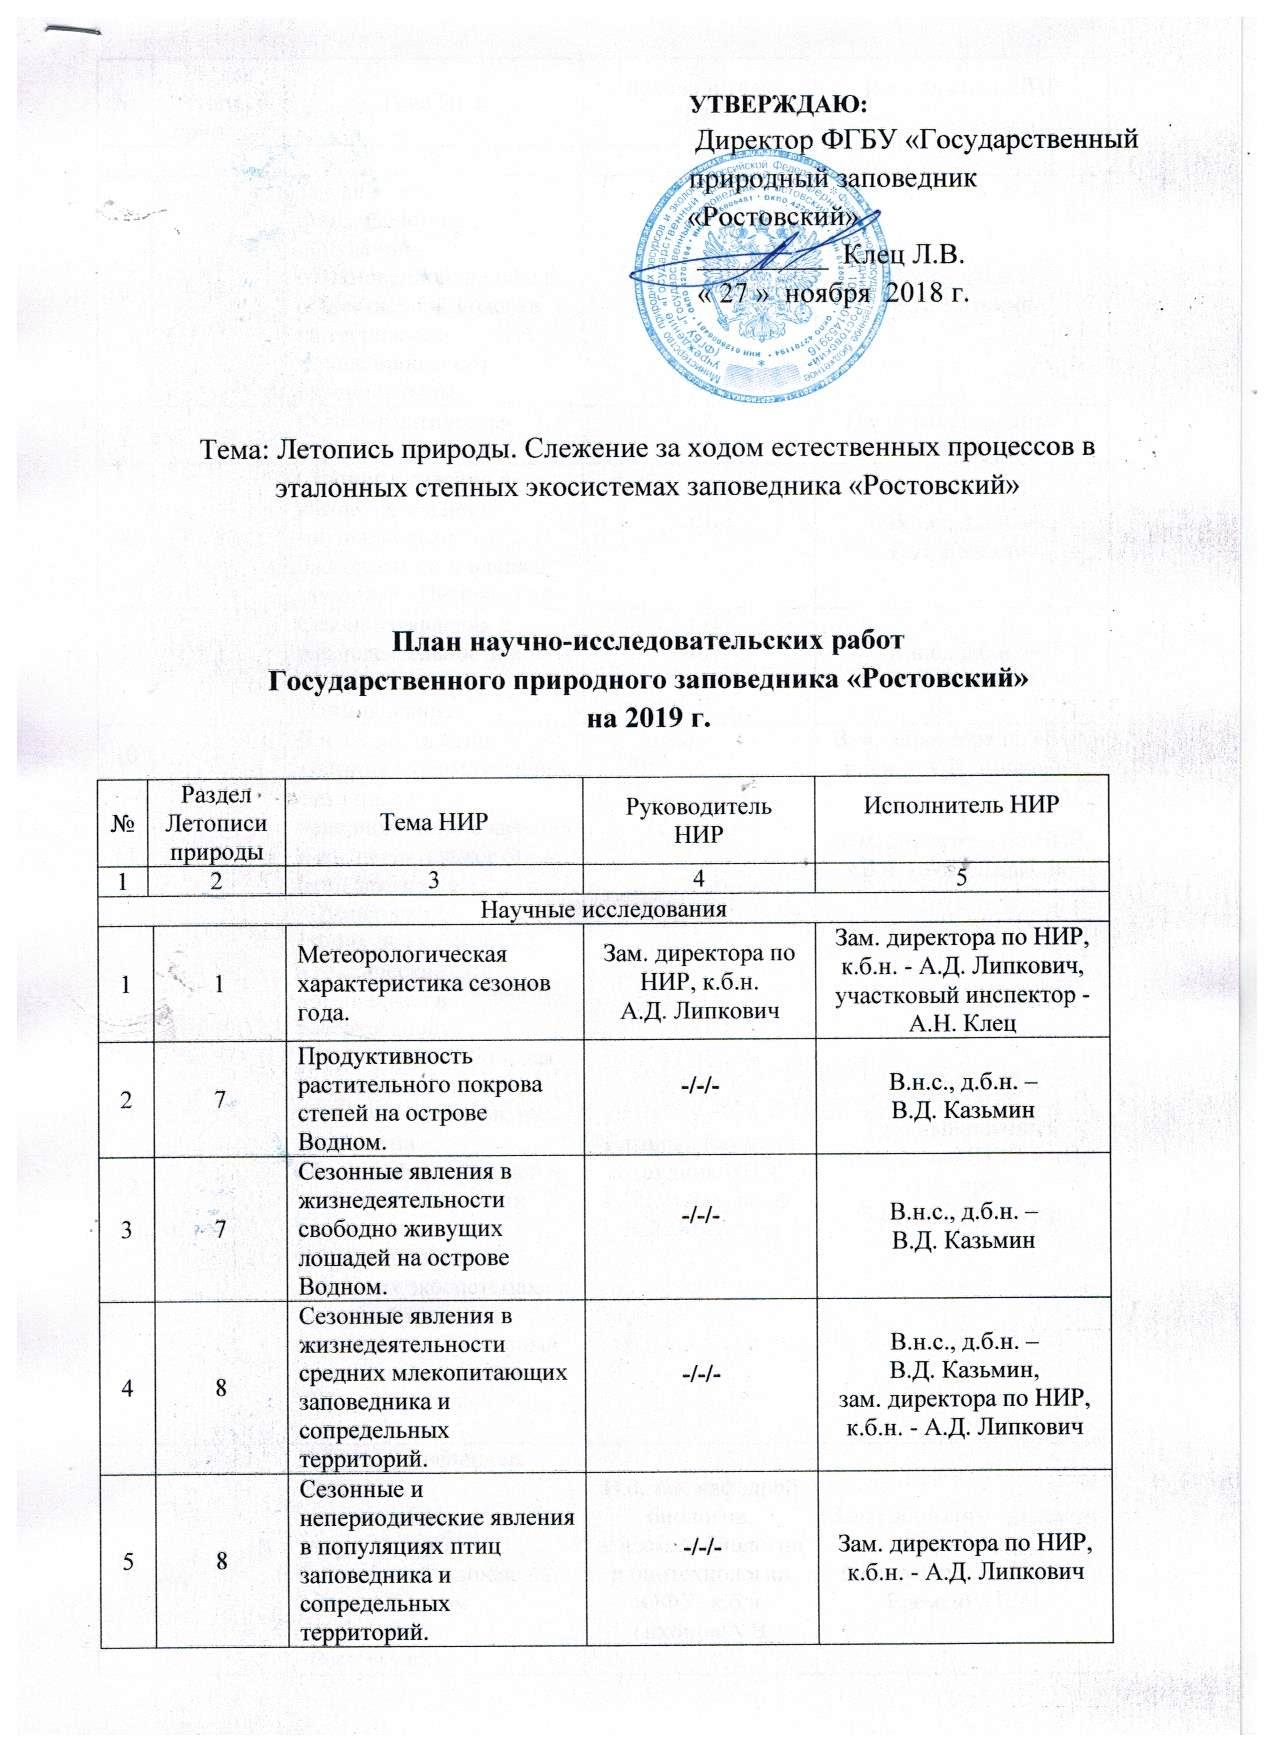 УТВЕРЖДАЮ:
Директор ФГБУ «Государственный
природный заповедник
«Ростовский»
Клец Л.В.
« 27 » ноября 2018 г.
Тема: Летопись природы. Слежение за ходом естественных процессов в
эталонных степных экосистемах заповедника «Ростовский»
План научно-исследовательских работ
Государственного природного заповедника «Ростовский»
на 2019 г.
№
Раздел
Летописи
природы
Тема НИР
Руководитель
НИР
Исполнитель НИР
1 2 3 4 5
Научные исследования
1
1
Метеорологическая
характеристика сезонов
года.
Зам. директора по
НИР, к.б.н.
А.Д. Липкович
Зам. директора по НИР,
к.б.н. - А.Д. Липкович,
участковый инспектор -
А.Н. Клец
2
7
Продуктивность
растительного покрова
степей на острове
Водном.
-/-/-
В.н.с., д.б.н. –
В.Д. Казьмин
3
7
Сезонные явления в
жизнедеятельности
свободно живущих
лошадей на острове
Водном.
-/-/-
В.н.с., д.б.н. –
В.Д. Казьмин
4
8
Сезонные явления в
жизнедеятельности
средних млекопитающих
заповедника и
сопредельных
территорий.
-/-/-
В.н.с., д.б.н. –
В.Д. Казьмин,
зам. директора по НИР,
к.б.н. - А.Д. Липкович
5
8
Сезонные и
непериодические явления
в популяциях птиц
заповедника и
сопредельных
территорий.
-/-/-
Зам. директора по НИР,
к.б.н. - А.Д. Липкович